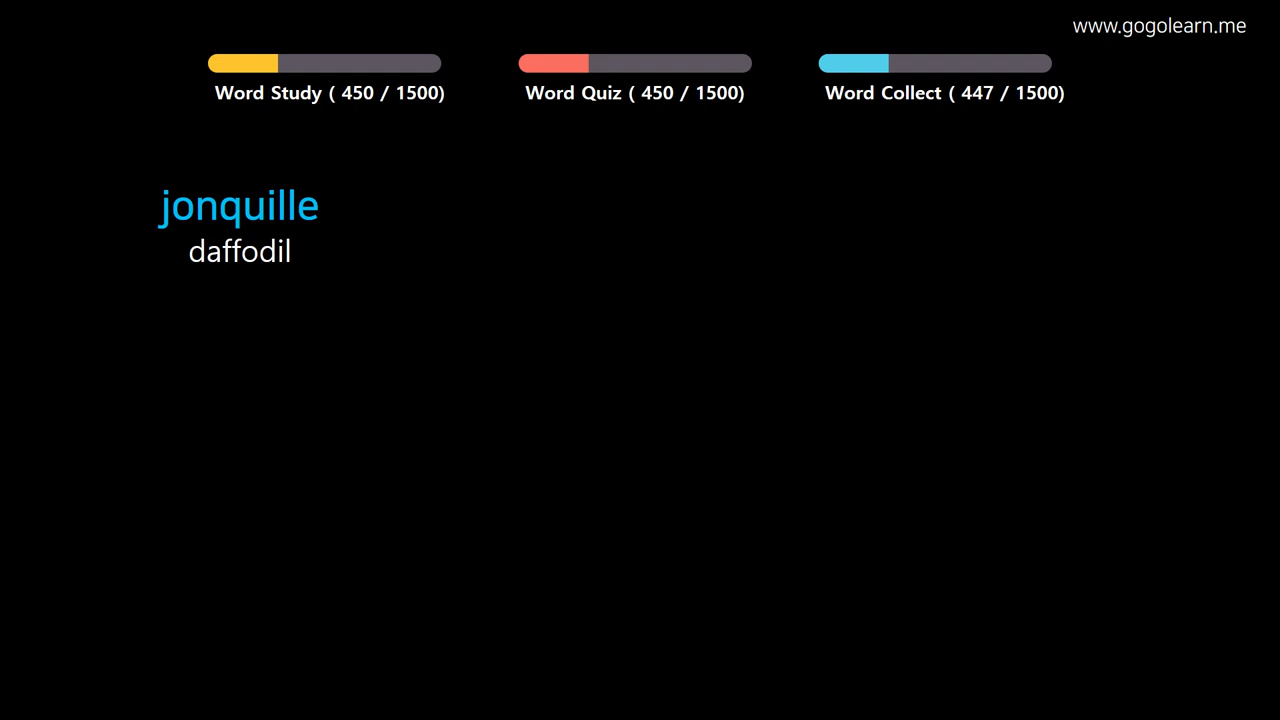 www.gogolearn.me
Word Study ( 450 / 1500)
Word Quiz ( 450 / 1500)
Word Collect ( 447 / 1500)
jonquille
daffodil